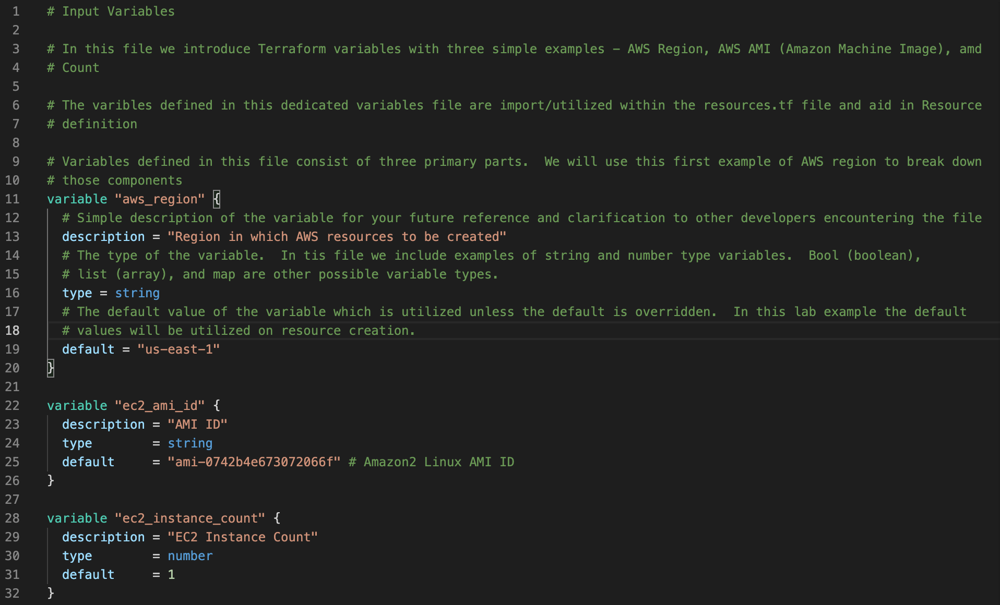 1 # Input Variables
2
3 # In this file we introduce Terraform variables with three simple examples – AWS Region, AWS AMI (Amazon Machine Image), amd
4 # Count
5
6 # The varibles defined in this dedicated variables file are import/utilized within the resources.tf file and aid in Resource
7 # definition
8
9 # Variables defined in this file consist of three primary parts.  We will use this first example of AWS region to break down
10 # those components
11 variable "aws_region" {
12   # Simple description of the variable for your future reference and clarification to other developers encountering the file
13   description = "Region in which AWS resources to be created"
14   # The type of the variable.  In tis file we include examples of string and number type variables.  Bool (boolean),
15   # list (array), and map are other possible variable types.
16   type = string
17   # The default value of the variable which is utilized unless the default is overridden.  In this lab example the default
18   # values will be utilized on resource creation.
19   default = "us-east-1"
20 }
21
22 variable "ec2_ami_id" {
23   description = "AMI ID"
24   type        = string
25   default     = "ami-0742b4e673072066f" # Amazon2 Linux AMI ID
26 }
27
28 variable "ec2_instance_count" {
29   description = "EC2 Instance Count"
30   type        = number
31   default     = 1
32 }